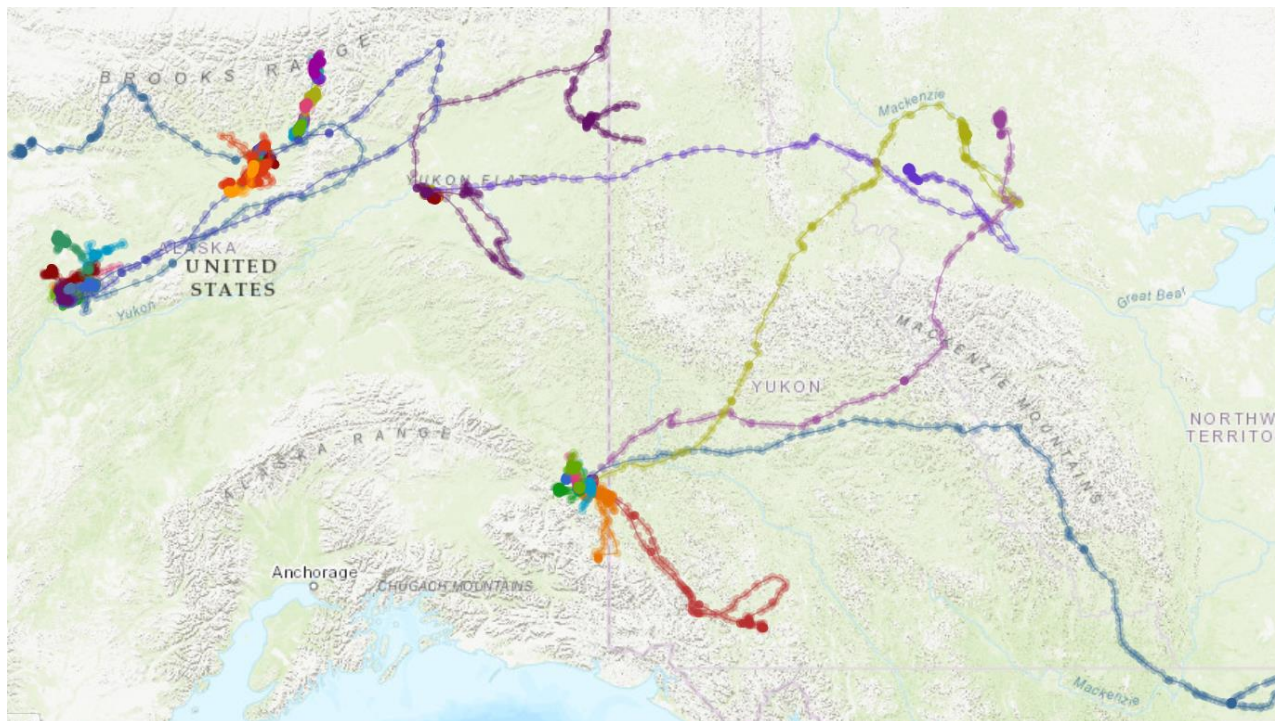 BROOKS RANGE
Mackenzie
YUKON FLATS
ALASKA
UNITED
STATES
Yukon
Great Bear
MACKENZIE MOUNTAINS
YUKON
NORTHW
TERRITO
ALASKA RANGE
Anchorage
CHUGACH MOUNTAINS
Mackenzie